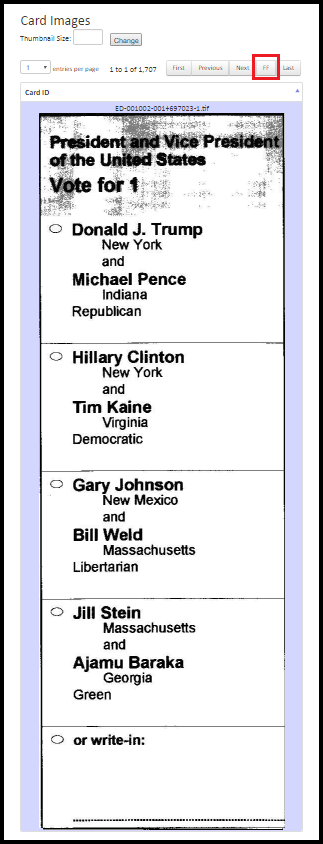 Card Images
Thumbnail Size: Change
1 entries per page 1 to 1 of 1,707 First Previous Next FF Last
Card ID
ED-001002-001+697023-1.tif
President and Vice President
of the United States
Vote for 1
Donald J. Trump
New York
and
Michael Pence
Indiana
Republican
Hillary Clinton
New York
and
Tim Kaine
Virginia
Democratic
Gary Johnson
New Mexico
and
Bill Weld
Massachusetts
Libertarian
Jill Stein
Massachusetts
and
Ajamu Baraka
Georgia
Green
or write-in: